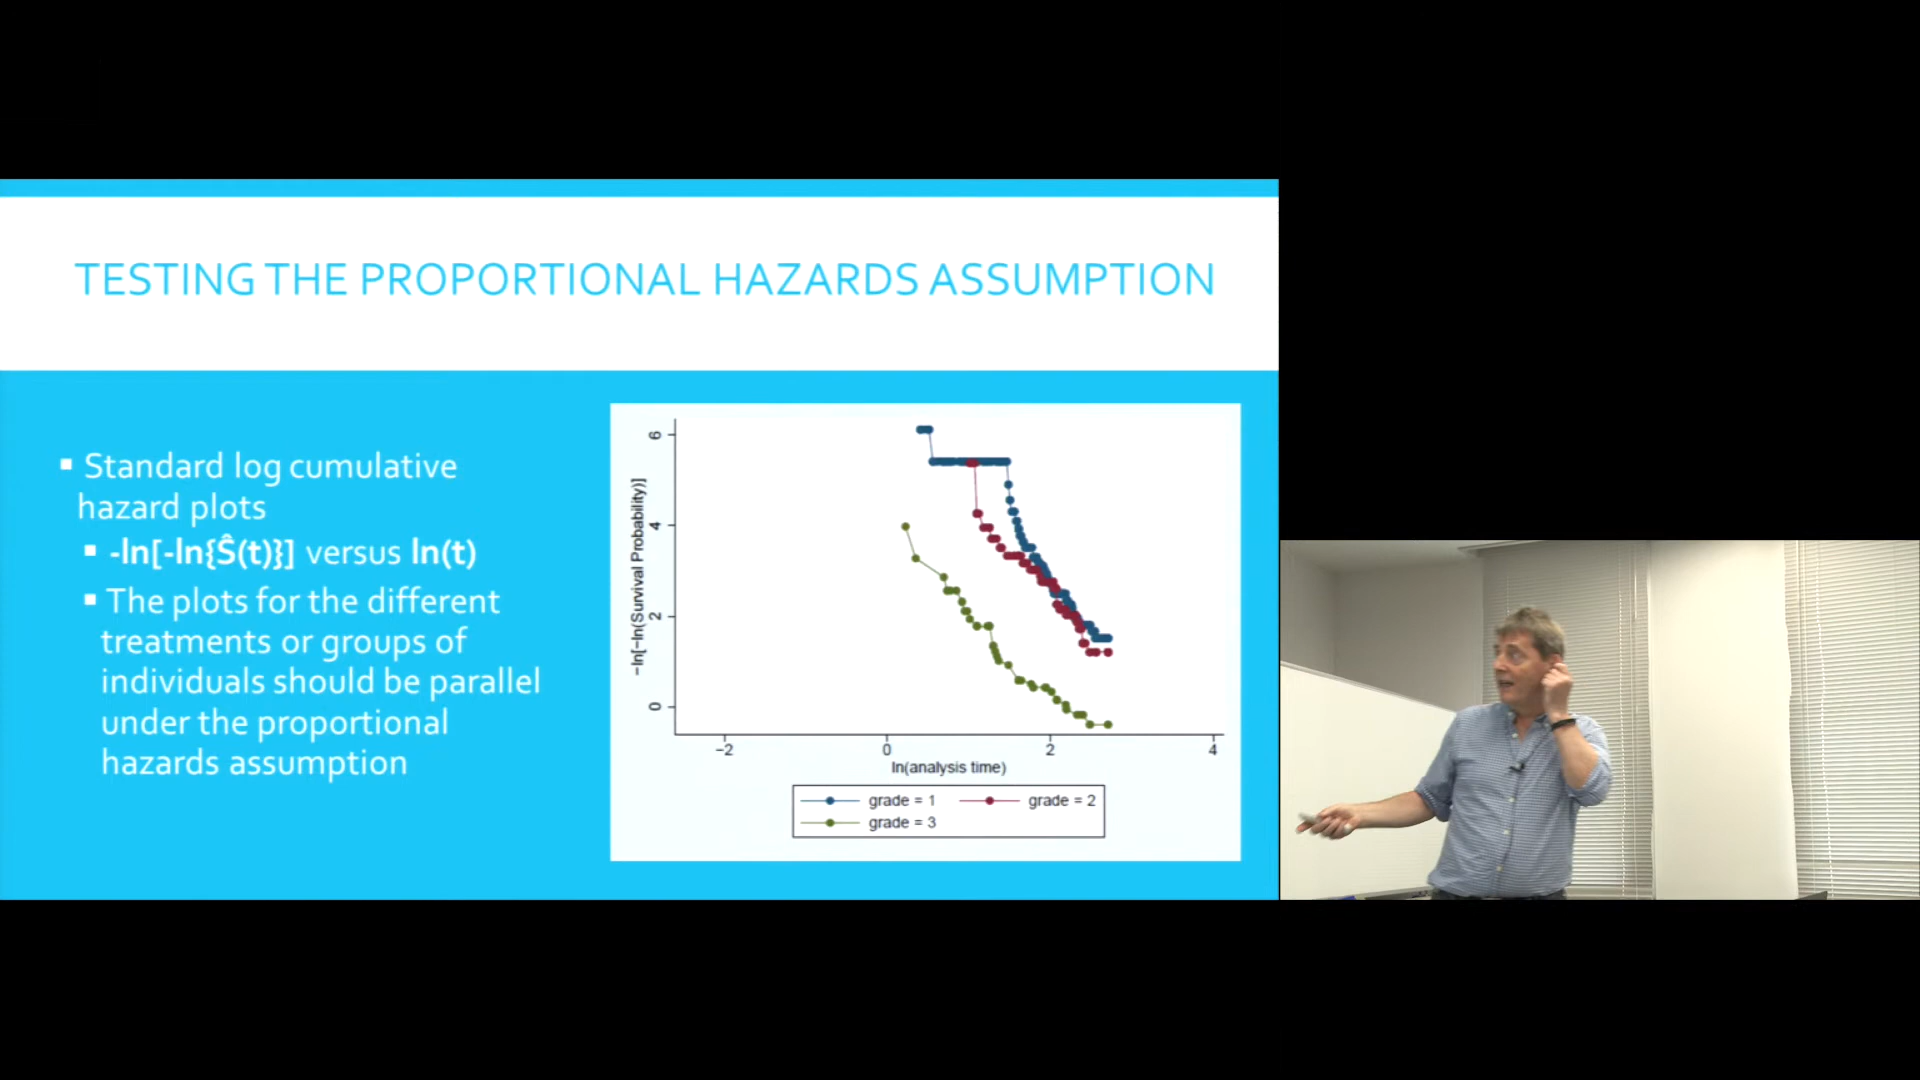 TESTING THE PROPORTIONAL HAZARDS ASSUMPTION
▪ Standard log cumulative
hazard plots
▪ -ln[-ln{Ŝ(t)}] versus ln(t)
▪ The plots for the different
treatments or groups of
individuals should be parallel
under the proportional
hazards assumption
−ln[−ln(Survival Probability)]
6
4
2
0
−2 0 2 4
ln(analysis time)
grade = 1 grade = 2
grade = 3